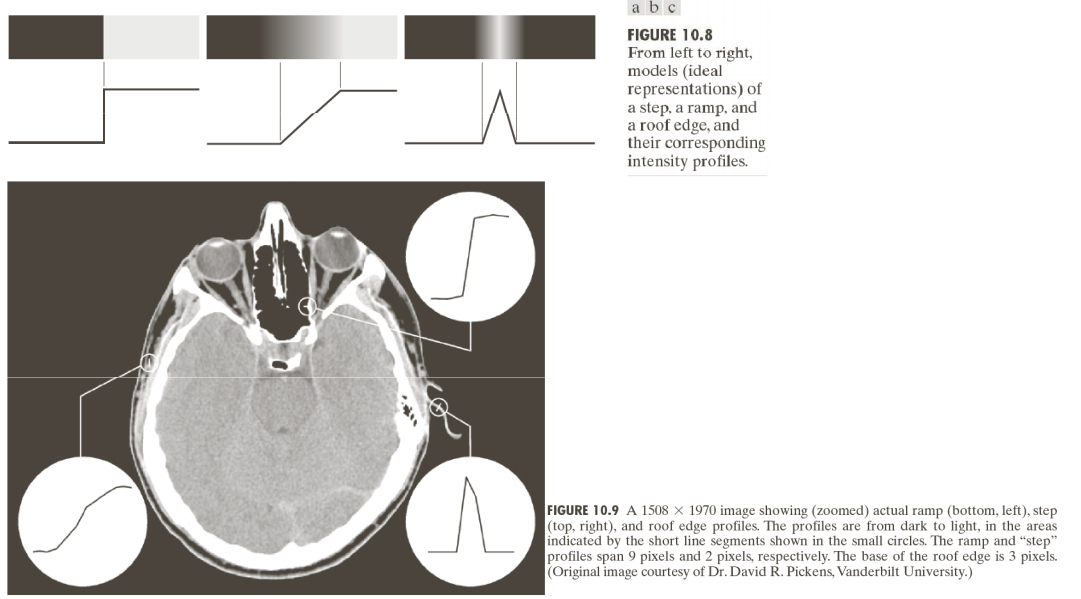 a b c
FIGURE 10.8
From left to right,
models (ideal
representations) of
a step, a ramp, and
a roof edge, and
their corresponding
intensity profiles.
FIGURE 10.9 A 1508 × 1970 image showing (zoomed) actual ramp (bottom, left), step
(top, right), and roof edge profiles. The profiles are from dark to light, in the areas
indicated by the short line segments shown in the small circles. The ramp and “step”
profiles span 9 pixels and 2 pixels, respectively. The base of the roof edge is 3 pixels.
(Original image courtesy of Dr. David R. Pickens, Vanderbilt University.)